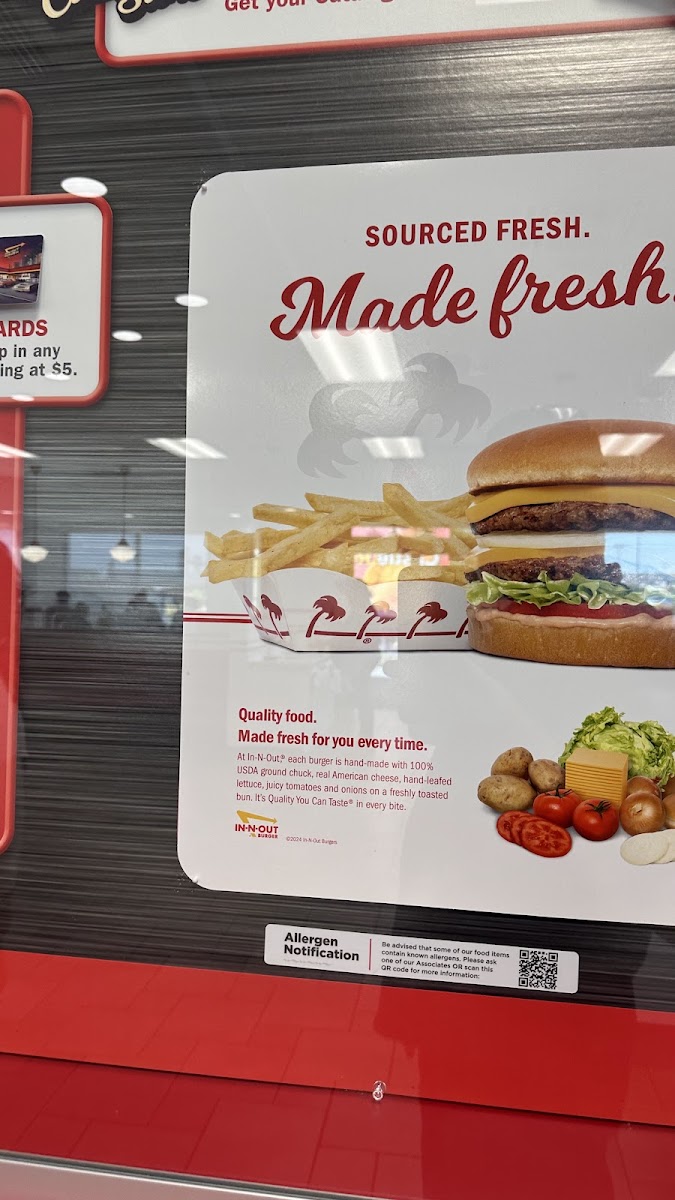 Get your
ARDS
p in any
ing at $5.
SOURCED FRESH.
Made fresh.
Quality food.
Made fresh for you every time.
At In-N-Out,® each burger is hand-made with 100%
USDA ground chuck, real American cheese, hand-leafed
lettuce, juicy tomatoes and onions on a freshly toasted
bun. It's Quality You Can Taste® in every bite.
IN-N-OUT
BURGER
©2024 In-N-Out Burgers
®
Allergen
Notification
Be advised that some of our food items
contain known allergens. Please ask
one of our Associates OR scan this
QR code for more information: